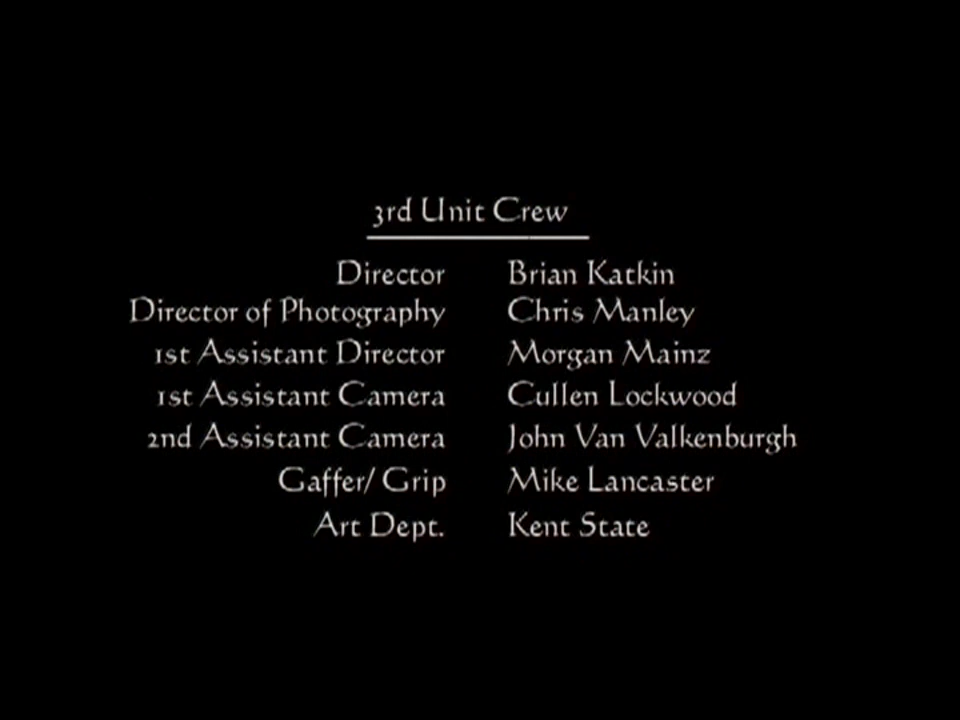 3rd Unit Crew
Director Brian Katkin
Director of Photography Chris Manley
1st Assistant Director Morgan Mainz
1st Assistant Camera Cullen Lockwood
2nd Assistant Camera John Van Valkenburgh
Gaffer/ Grip Mike Lancaster
Art Dept. Kent State